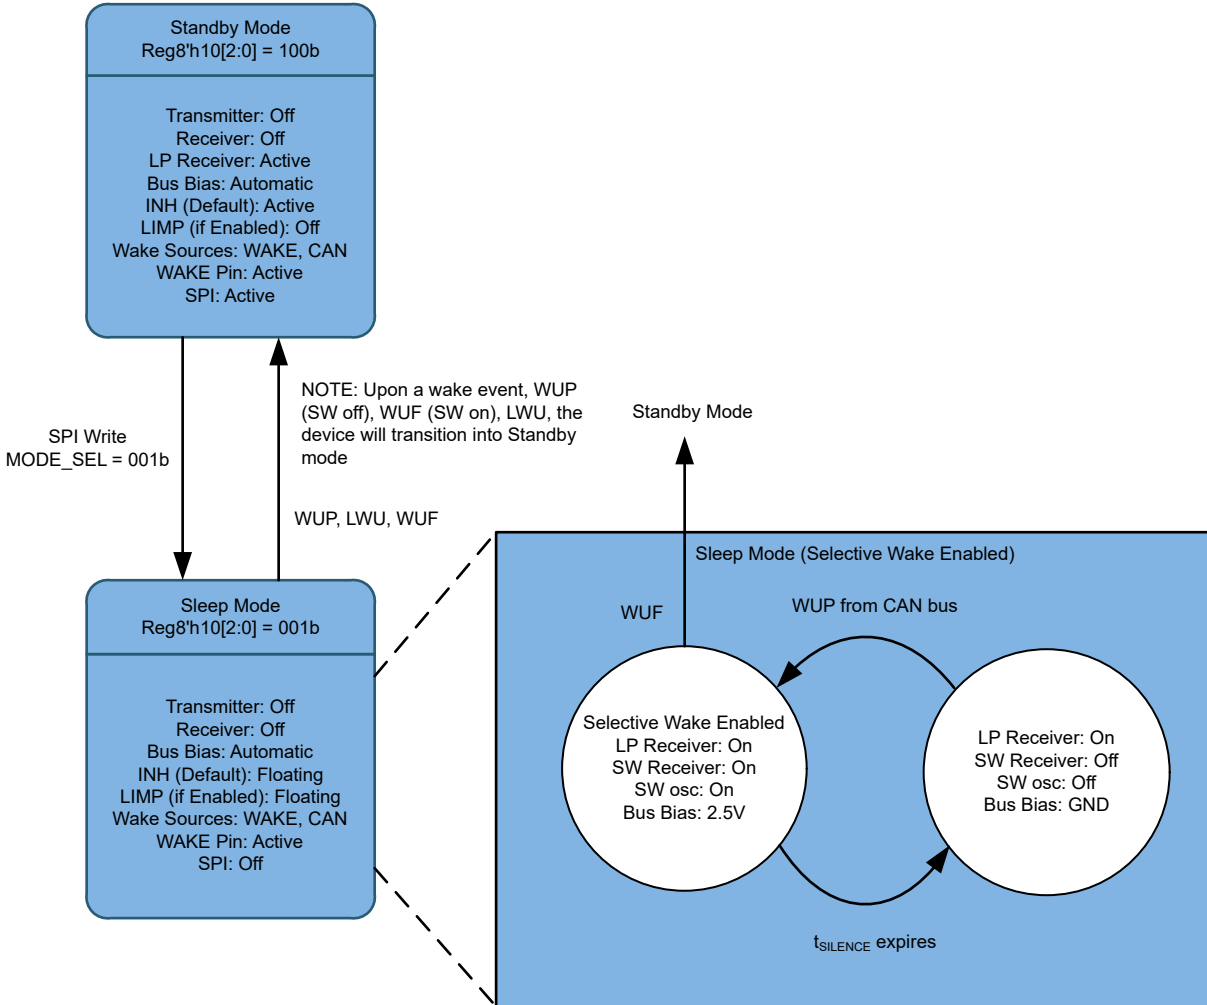 Standby Mode
Reg8'h10[2:0] = 100b
Transmitter: Off
Receiver: Off
LP Receiver: Active
Bus Bias: Automatic
INH (Default): Active
LIMP (if Enabled): Off
Wake Sources: WAKE, CAN
WAKE Pin: Active
SPI: Active
SPI Write
MODE_SEL = 001b
NOTE: Upon a wake event, WUP
(SW off), WUF (SW on), LWU, the
device will transition into Standby
mode
WUP, LWU, WUF
Sleep Mode
Reg8'h10[2:0] = 001b
Transmitter: Off
Receiver: Off
Bus Bias: Automatic
INH (Default): Floating
LIMP (if Enabled): Floating
Wake Sources: WAKE, CAN
WAKE Pin: Active
SPI: Off
Standby Mode
Sleep Mode (Selective Wake Enabled)
WUF
WUP from CAN bus
Selective Wake Enabled
LP Receiver: On
SW Receiver: On
SW osc: On
Bus Bias: 2.5V
LP Receiver: On
SW Receiver: Off
SW osc: Off
Bus Bias: GND
tSILENCE expires